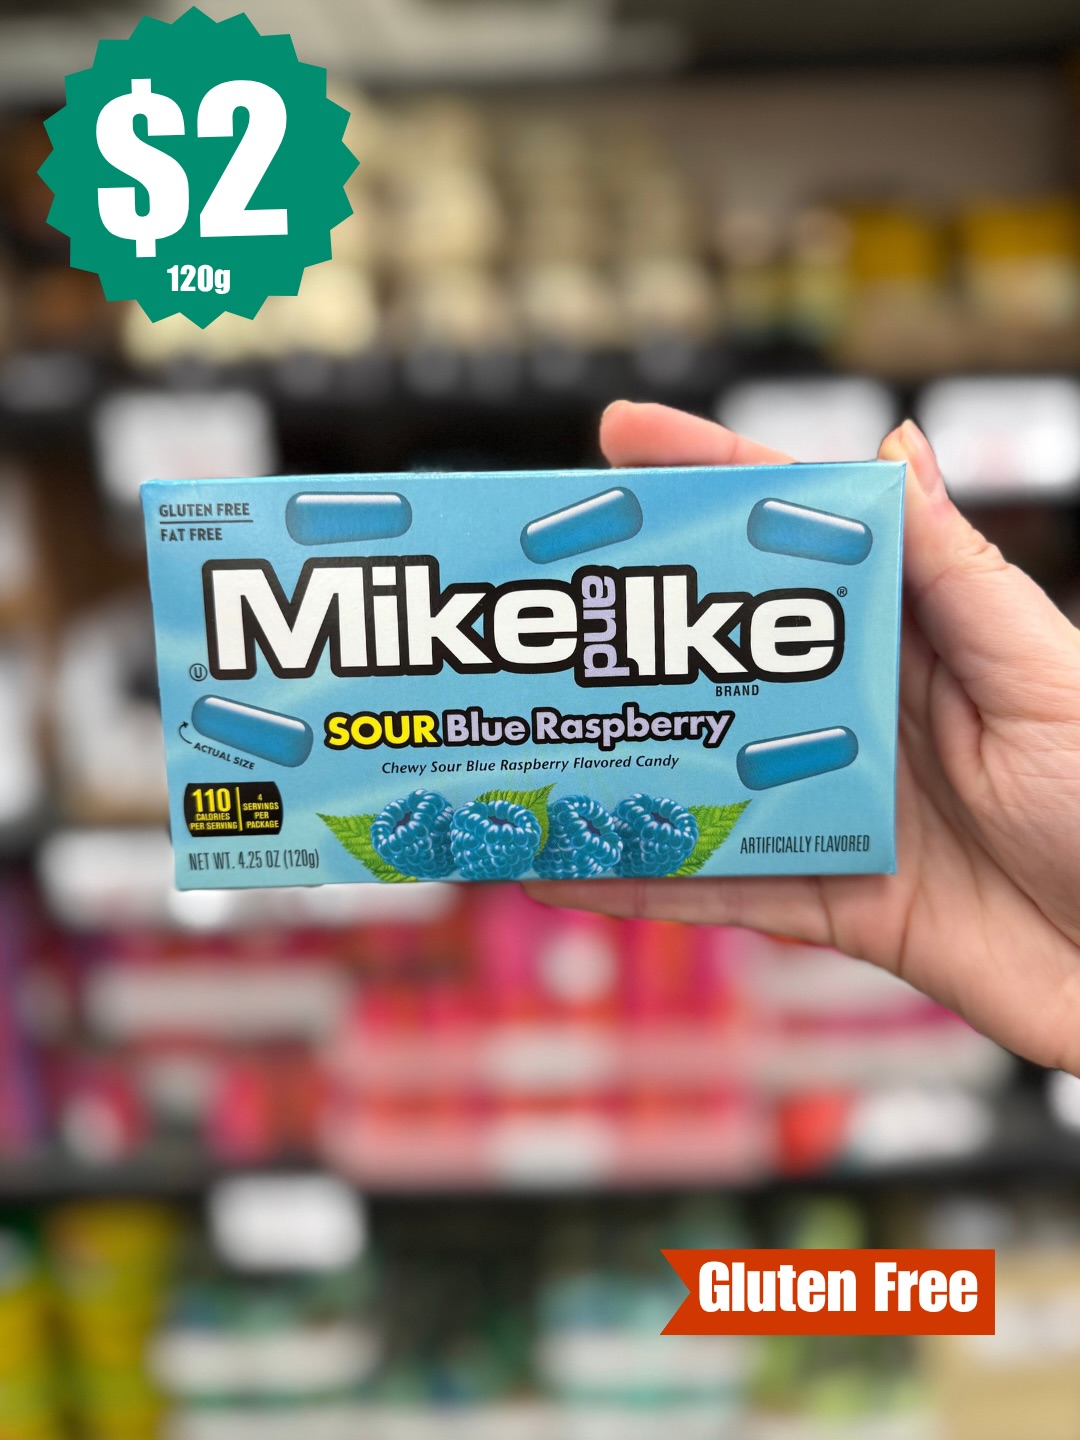 $2
120g
GLUTEN FREE
FAT FREE
Mike and Ike®
BRAND
U
SOUR Blue Raspberry
Chewy Sour Blue Raspberry Flavored Candy
ACTUAL SIZE
110 CALORIES PER SERVING
4 SERVINGS PER PACKAGE
NET WT. 4.25 OZ (120g)
ARTIFICIALLY FLAVORED
Gluten Free